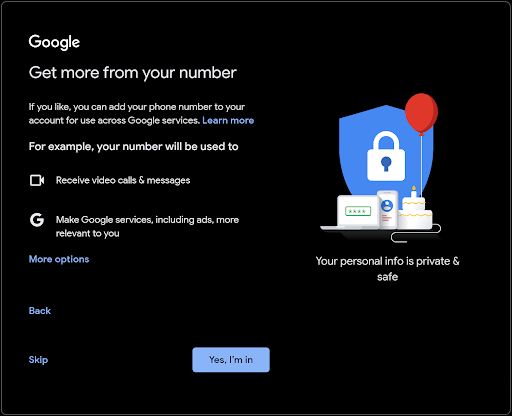 Google
Get more from your number
If you like, you can add your phone number to your
account for use across Google services. Learn more
For example, your number will be used to
Receive video calls & messages
G
Make Google services, including ads, more
relevant to you
More options
Back
Skip
Yes, I'm in
****
Your personal info is private &
safe